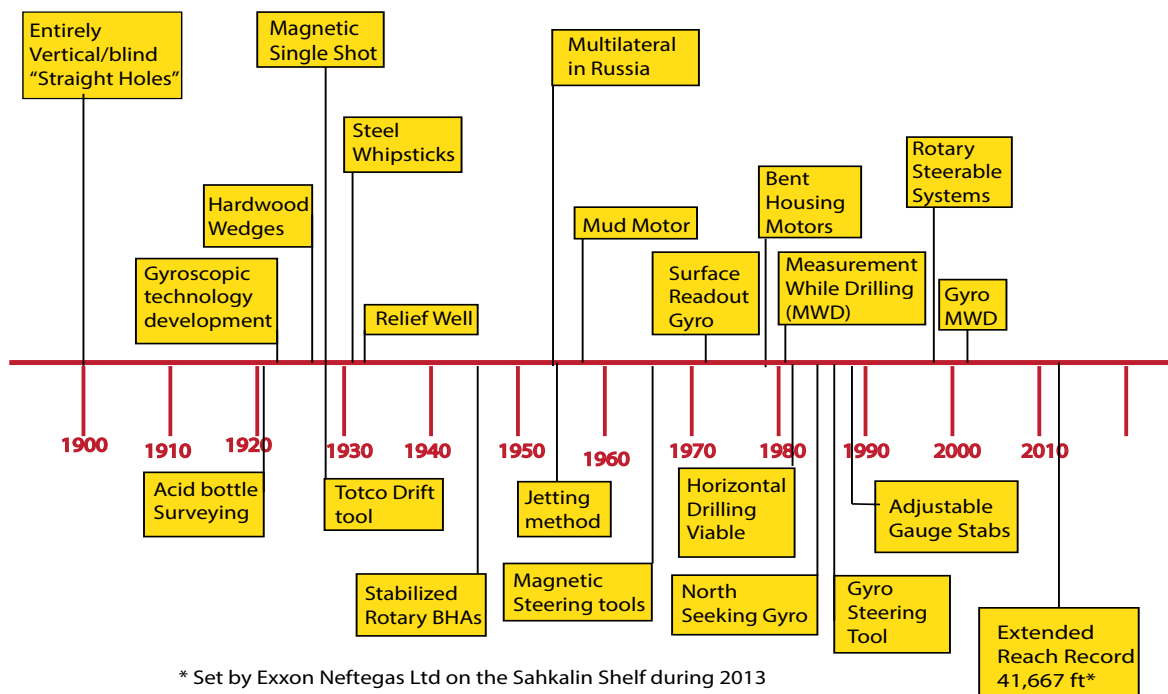 Entirely
Vertical/blind
“Straight Holes”
Magnetic
Single Shot
Multilateral
in Russia
Steel
Whipsticks
Rotary
Steerable
Systems
Hardwood
Wedges
Bent
Housing
Motors
Mud Motor
Gyroscopic
technology
development
Surface
Readout
Gyro
Measurement
While Drilling
(MWD)
Gyro
MWD
Relief Well
1900
1910
1920
1930
1940
1950
1960
1970
1980
1990
2000
2010
Acid bottle
Surveying
Totco Drift
tool
Jetting
method
Horizontal
Drilling
Viable
Adjustable
Gauge Stabs
Stabilized
Rotary BHAs
Magnetic
Steering tools
North
Seeking Gyro
Gyro
Steering
Tool
Extended
Reach Record
41,667 ft*
* Set by Exxon Neftegas Ltd on the Sahkalin Shelf during 2013